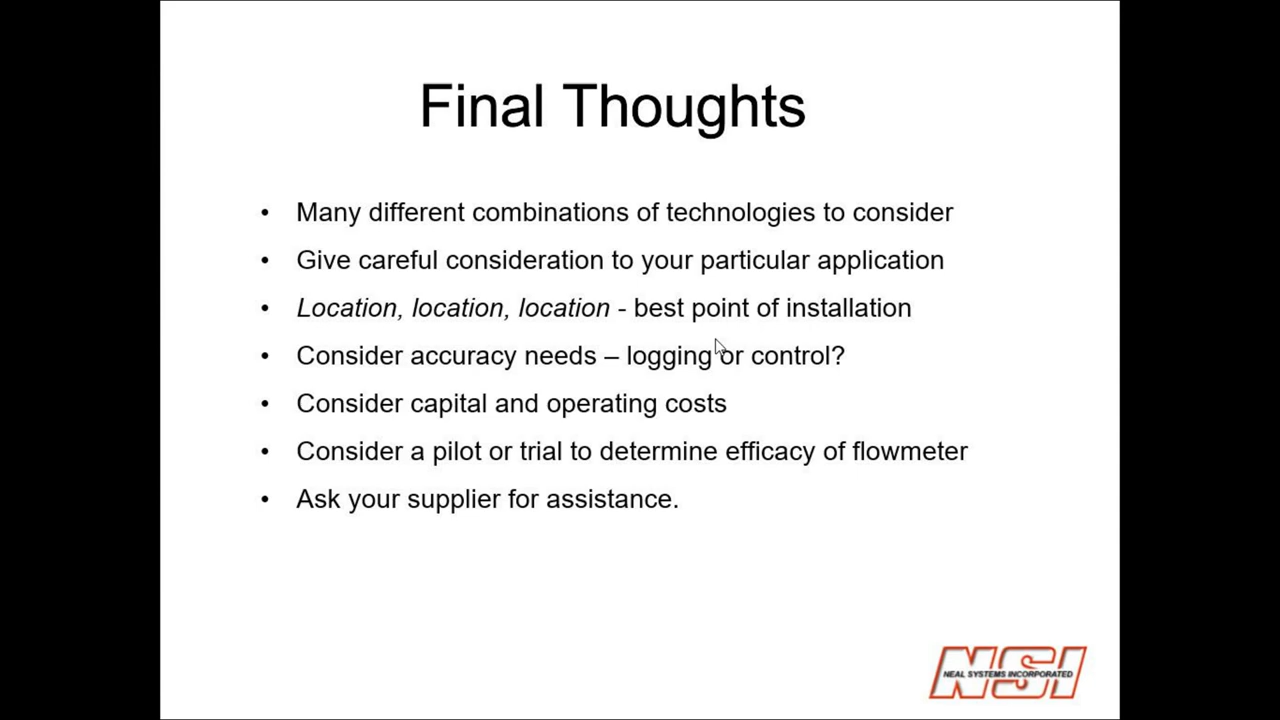 Final Thoughts
• Many different combinations of technologies to consider
• Give careful consideration to your particular application
• Location, location, location - best point of installation
• Consider accuracy needs – logging or control?
• Consider capital and operating costs
• Consider a pilot or trial to determine efficacy of flowmeter
• Ask your supplier for assistance.
NSI
NEAL SYSTEMS INCORPORATED